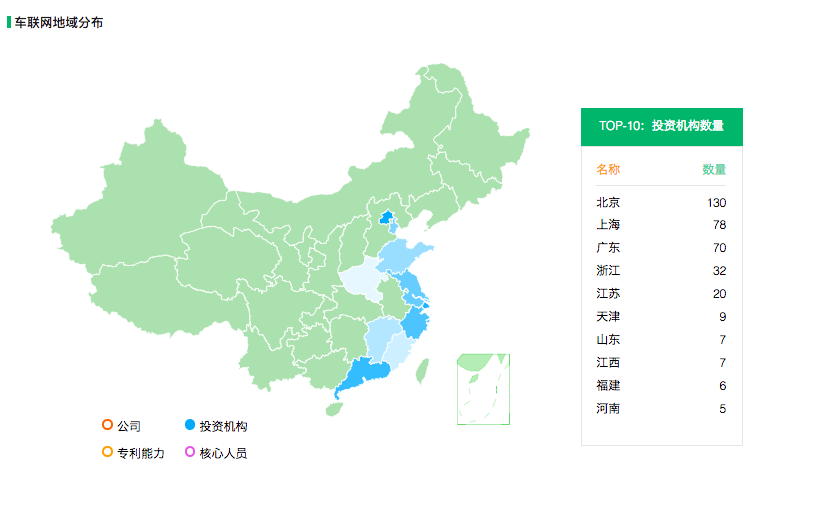 车联网地域分布
TOP-10：投资机构数量
名称 数量
北京 130
上海 78
广东 70
浙江 32
江苏 20
天津 9
山东 7
江西 7
福建 6
河南 5
公司 投资机构
专利能力 核心人员